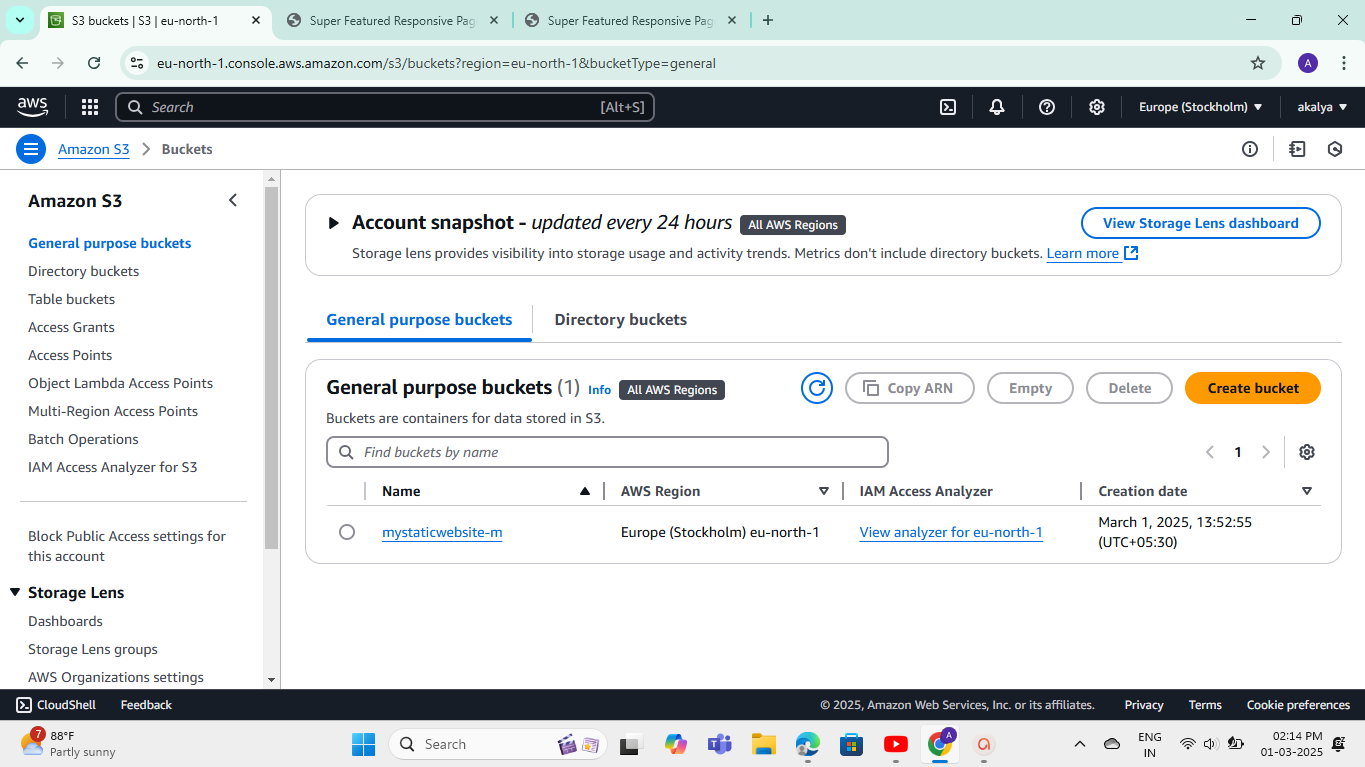 S3 buckets | S3 | eu-north-1
Super Featured Responsive Pag
Super Featured Responsive Pag
eu-north-1.console.aws.amazon.com/s3/buckets?region=eu-north-1&bucketType=general
A
aws
Search
[Alt+S]
Europe (Stockholm)
akalya
Amazon S3
Buckets
Amazon S3
General purpose buckets
Directory buckets
Table buckets
Access Grants
Access Points
Object Lambda Access Points
Multi-Region Access Points
Batch Operations
IAM Access Analyzer for S3
Block Public Access settings for
this account
Storage Lens
Dashboards
Storage Lens groups
AWS Organizations settings
Account snapshot - updated every 24 hours All AWS Regions
View Storage Lens dashboard
Storage lens provides visibility into storage usage and activity trends. Metrics don't include directory buckets. Learn more
General purpose buckets
Directory buckets
General purpose buckets (1) Info All AWS Regions
Copy ARN
Empty
Delete
Create bucket
Buckets are containers for data stored in S3.
Find buckets by name
1
Name
AWS Region
IAM Access Analyzer
Creation date
mystaticwebsite-m
Europe (Stockholm) eu-north-1
View analyzer for eu-north-1
March 1, 2025, 13:52:55
(UTC+05:30)
CloudShell
Feedback
© 2025, Amazon Web Services, Inc. or its affiliates.
Privacy
Terms
Cookie preferences
7
88°F
Partly sunny
Search
A
ENG
IN
02:14 PM
01-03-2025